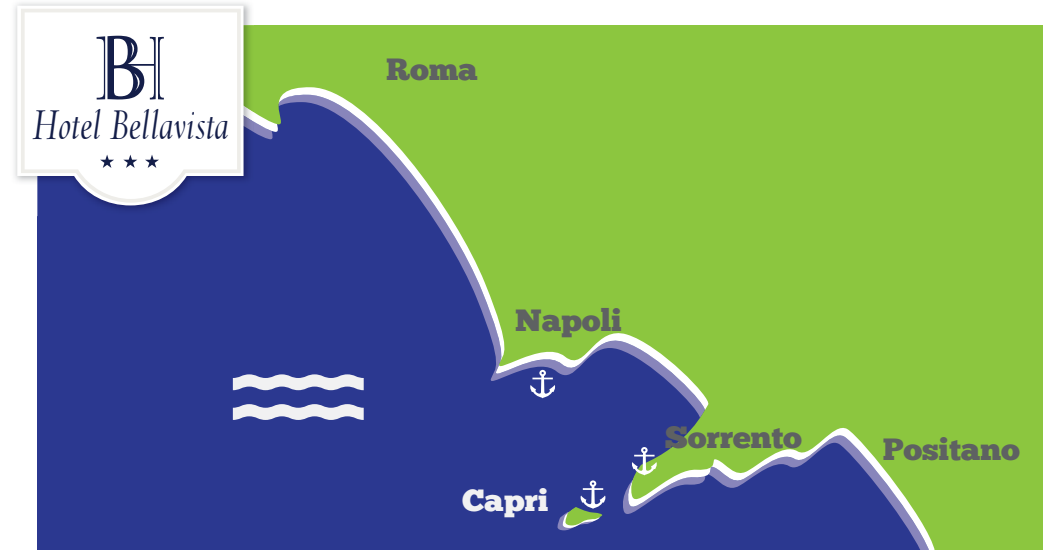 BH
Hotel Bellavista
★ ★ ★
Roma
Napoli
Sorrento
Positano
Capri